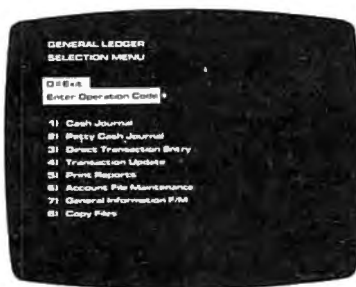 GENERAL LEDGER
SELECTION MENU
0=Exit
Enter Operation Code
1) Cash Journal
2) Petty Cash Journal
3) Direct Transaction Entry
4) Transaction Update
5) Print Reports
6) Account File Maintenance
7) General Information F/M
8) Copy Files